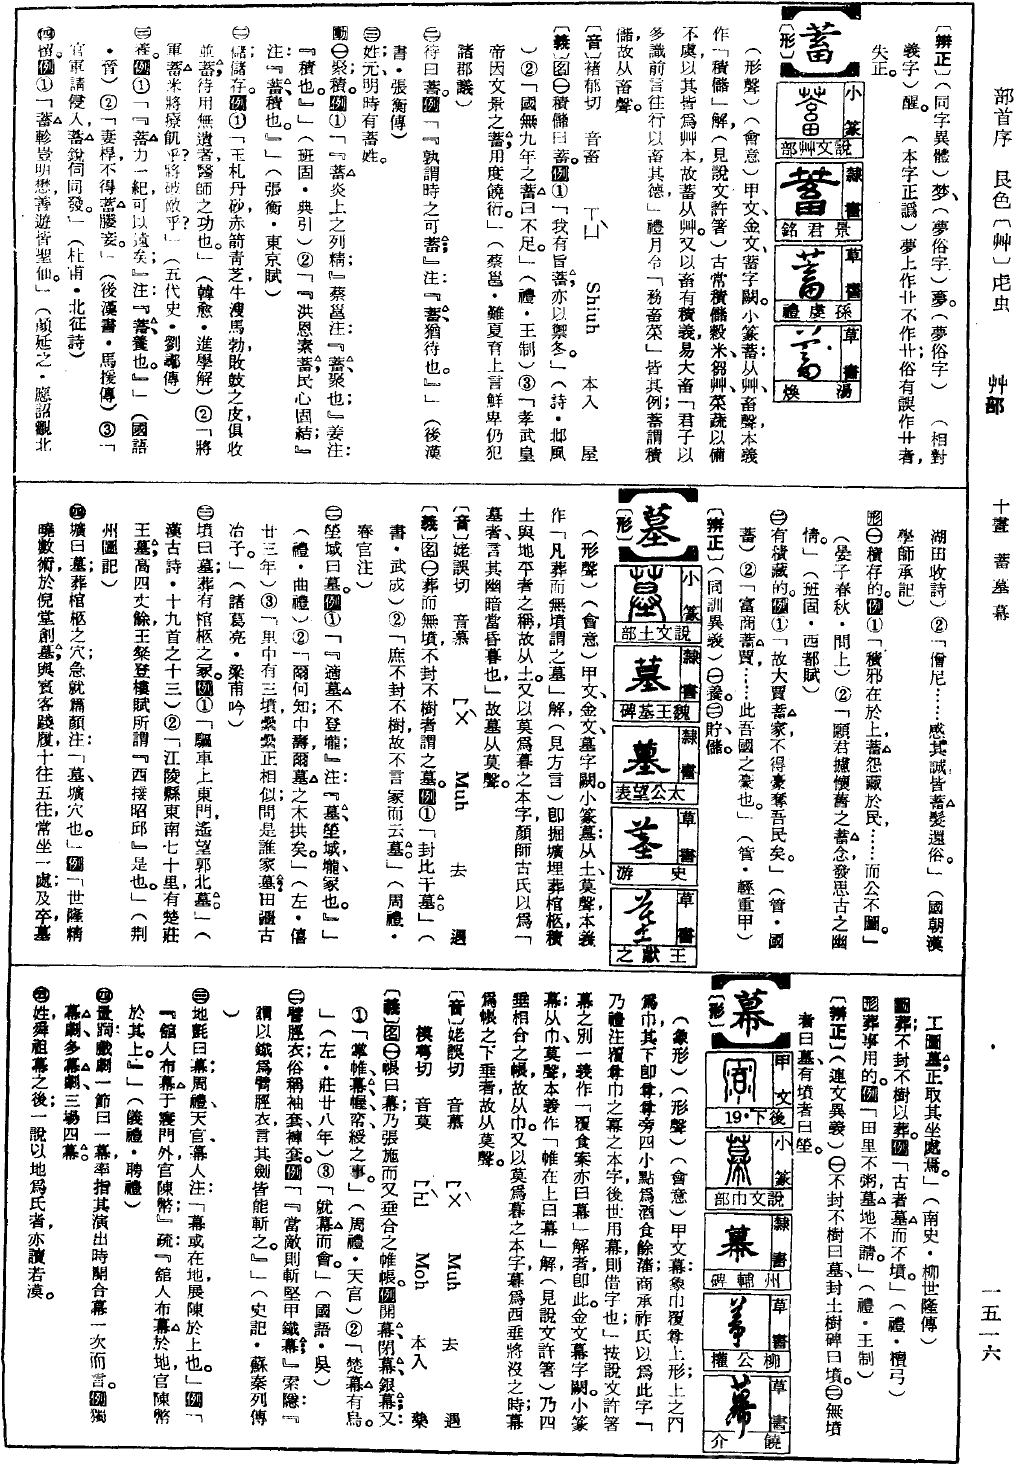 部首序 艮色〔艸〕虍虫 艸部 十畫 蓄墓幕 一五一六
〔辨正〕（同字異體）梦（夢俗字）夣。（夢俗字）（相對
義字）醒。（本字正譌）夢上作卝不作艹俗有誤作廿者，
失正。
蓄
〔形〕
小篆 說文艸部
隸書 景君銘
草書 孫虔禮
草書 湯煥
（形聲）（會意）甲文、金文、蓄字闕。小篆蓄从艸、畜聲，本義
作「積儲」解，（見說文許箸）古常積儲穀、米、芻、艸、菜、蔬以備
不虞，以其皆爲艸本，故蓄从艸。又以畜有積義，易大畜「君子以
多識前言往行以畜其德」禮月令「務畜菜」皆其例；蓄謂積
儲，故从畜聲。
〔音〕褚郁切 音畜 ㄒㄩˋ Shiuh 本入 屋
〔義〕名㊀積儲曰蓄。例①「我有旨蓄，亦以禦冬。」（詩・邶風
）②「國無九年之蓄曰不足。」（禮・王制）③「孝武皇
帝因文景之蓄，用度饒衍。」（蔡邕・難夏育上言鮮卑仍犯
諸郡議）
㊁待曰蓄。例「『孰謂時之可蓄；』注：『蓄猶待也。』」（後漢
書・張衡傳）
㊂姓；元明時有蓄姓。
動㊀聚；積。例①「『蓄炎上之列精』蔡邕注：『蓄，聚也』姜注：
『積也。』」（班固・典引）②「『洪恩素蓄，民心固結』
注：『蓄，積也。』」（張衡・東京賦）
㊁儲；儲存。例①「玉札丹砂，赤箭青芝，牛溲馬勃，敗鼓之皮，俱收
並蓄，待用無遺者，醫師之功也。」（韓愈・進學解）②「將
軍蓄米將療飢乎？將破敵乎？」（五代史・劉鄩傳）
㊂養。例①「『蓄力一紀，可以遠矣』注：『蓄，養也。』」（國語
・晉）②「妻悍不得蓄媵妾。」（後漢書・馮援傳）③「
官軍請侵入，蓄銳伺同發。」（杜甫・北征詩）
㊃留。例①「蓄軫豈明懋，善遊皆聖仙。」（顏延之・應詔觀北
湖田收詩）②「僧尼……感其誠皆蓄髮還俗。」（國朝漢
學師承記）
形㊀積存的。例①「積邪在於上，蓄怨藏於民……而公不圖。」
（晏子春秋・問上）②「願君攄懷舊之蓄念，發思古之幽
情。」（班固・西都賦）
㊁有積藏的。例①「故大賈蓄家不得豪奪吾民矣。」（管・國
蓄）②「富商蓄賈……此吾國之豪也。」（管・輕重甲）
〔辨正〕（同訓異義）㊀養。㊁貯、儲。
墓
〔形〕
小篆 說文土部
隸書 魏王基碑
隸書 太公望表
草書 史游
草書 王獻之
（形聲）（會意）甲文、金文、墓字闕。小篆墓从土、莫聲，本義
作「凡葬而無墳謂之墓」解，（見方言）卽掘壙埋葬棺柩積
土與地平者之稱，故从土。又以莫爲暮之本字，顏師古氏以爲「
墓者，言其幽暗當昏暮也」故墓从莫聲。
〔音〕姥誤切 音慕 ㄇㄨˋ Muh 去 遇
〔義〕名㊀葬而無墳，不封不樹者謂之墓。例①「封比干墓。」（
書・武成）②「庶不封不樹，故不言冢而云墓。」（周禮・
春官注）
㊁塋域曰墓。例①「『適墓不登壠』注：『墓，塋域；壠，冢也。』」
（禮・曲禮）②「爾何知，中壽，爾墓之木拱矣。」（左・僖
廿三年）③「里中有三墳，纍纍正相似；問是誰家墓，田疆古
冶子。」（諸葛亮・梁甫吟）
㊂墳曰墓；葬有棺柩之冢。例①「驅車上東門，遙望郭北墓。」（
漢古詩・十九首之十三）②「江陵縣東南七十里有楚莊
王墓，高四丈餘，王粲登樓賦所謂『西接昭邱』是也。」（荆
州圖記）
㊃壙曰墓；葬棺柩之穴。急就篇顏注：「墓，壙穴也。」例「世隆精
曉數術，於倪堂創墓，與賓客踐履，十往五往，常坐一處；及卒，墓
工圖墓，正取其坐處焉。」（南史・柳世隆傳）
動葬；不封不樹以葬。例「古者墓而不墳。」（禮・檀弓）
形葬事用的。例「田里不粥，墓地不請。」（禮・王制）
〔辨正〕（連文異義）㊀不封不樹曰墓，封土樹碑曰墳。㊁無墳
者曰墓，有墳者曰塋。
幕
〔形〕
甲文 後下・19
小篆 說文巾部
隸書 州輔碑
草書 柳公權
草書 饒介
（象形）（形聲）（會意）甲文幕：象巾覆尊上形；上之冂
爲巾，其下卽尊，尊旁四小點爲酒食餘瀋，商承祚氏以爲此字「
乃禮注覆尊巾之幕之本字，後世用幕，則借字也」按說文許箸
幕之別一義作「覆食案亦曰幕」解者卽此。金文幕字闕，小篆
幕从巾、莫聲，本義作「帷在上曰幕」解，（見說文許箸）乃四
垂相合之帳，故从巾。又以莫爲暮之本字，幕爲西垂將沒之時，幕
爲帳之下垂者，故从莫聲。
〔音〕姥誤切 音慕 ㄇㄨˋ Muh 去 遇
模萼切 音莫 ㄇㄛˋ Moh 本入 藥
〔義〕名㊀帳曰幕，乃張施而又垂合之帷帳。例開幕、閉幕、銀幕；又
①「掌帷、幕、幄、帟、綬之事。」（周禮・天官）②「楚幕有烏。
」（左・莊廿八年）③「就幕而會。」（國語・吳）
㊁臂脛衣，俗稱袖套、褲套。例「『當敵則斬堅甲鐵幕』索隱：『
謂以鐵爲臂脛衣，言其劍皆能斬之。』」（史記・蘇秦列傳
）
㊂地氈曰幕。周禮天官幕人注：「幕或在地展陳於上也。」例「
『舘人布幕于寢門外，官陳幣；』疏：『舘人布幕於地，官陳幣
於其上。』」（儀禮・聘禮）
㊃量詞；戲劇一節曰一幕，率指其演出時開合幕一次而言。例獨
幕劇、多幕劇；三場四幕。
㊄姓；舜祖幕之後；一說以地爲氏者，亦讀若漠。